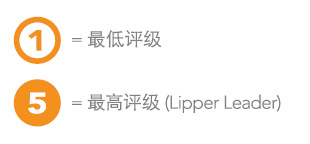 1 = 最低评级
5 = 最高评级 (Lipper Leader)